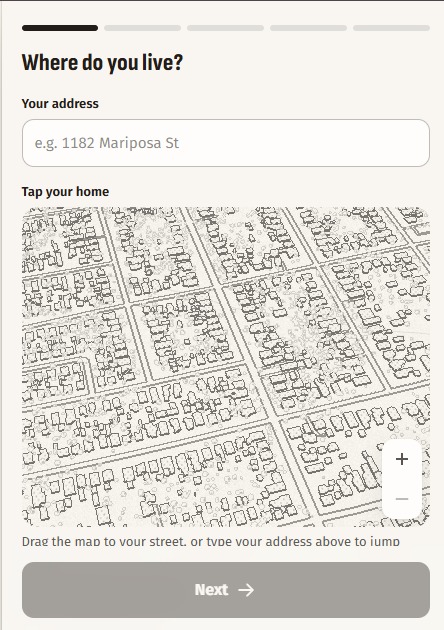 Where do you live?
Your address
e.g. 1182 Mariposa St
Tap your home
+
−
Drag the map to your street, or type your address above to jump
Next →